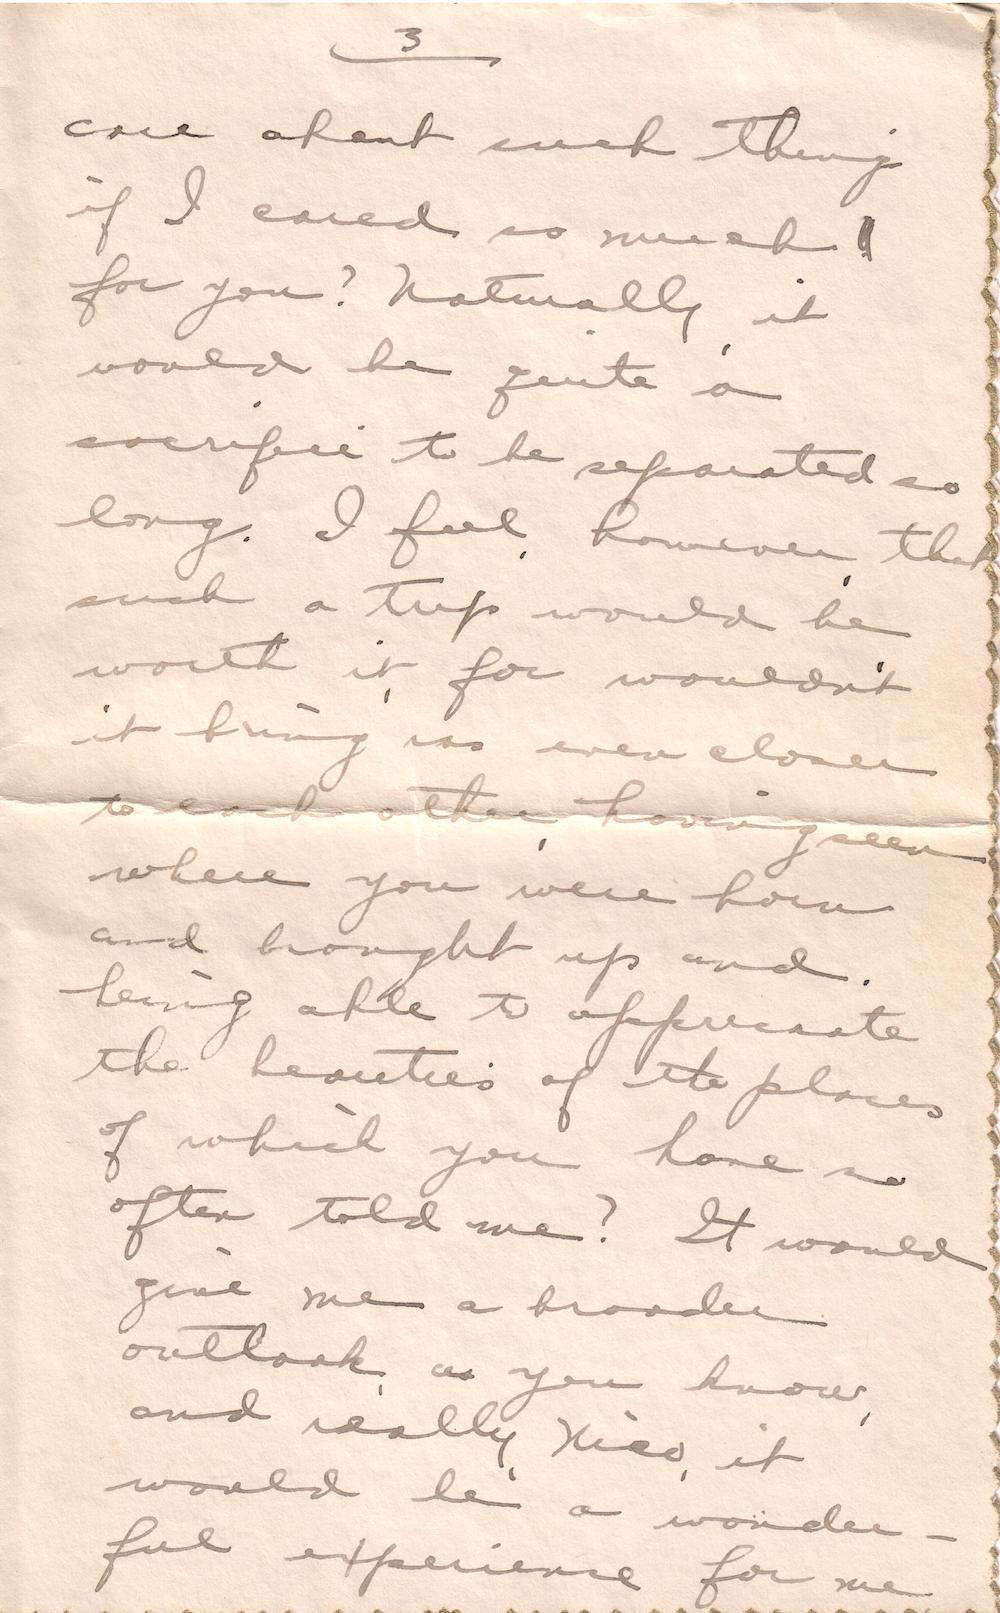 3
care about such thing
if I cared so much
for you? Naturally, it
would be quite a
sacrifice to be separated so
long. I feel, however, that
such a trip would be
worth it, for wouldn't
it bring us even closer
to each other, having seen
where you were born
and brought up and
being able to appreciate
the beauties of the places
of which you have so
often told me? It would
give me a broader
outlook, as you know,
and really, Nico, it
would be a wonder-
ful experience for me